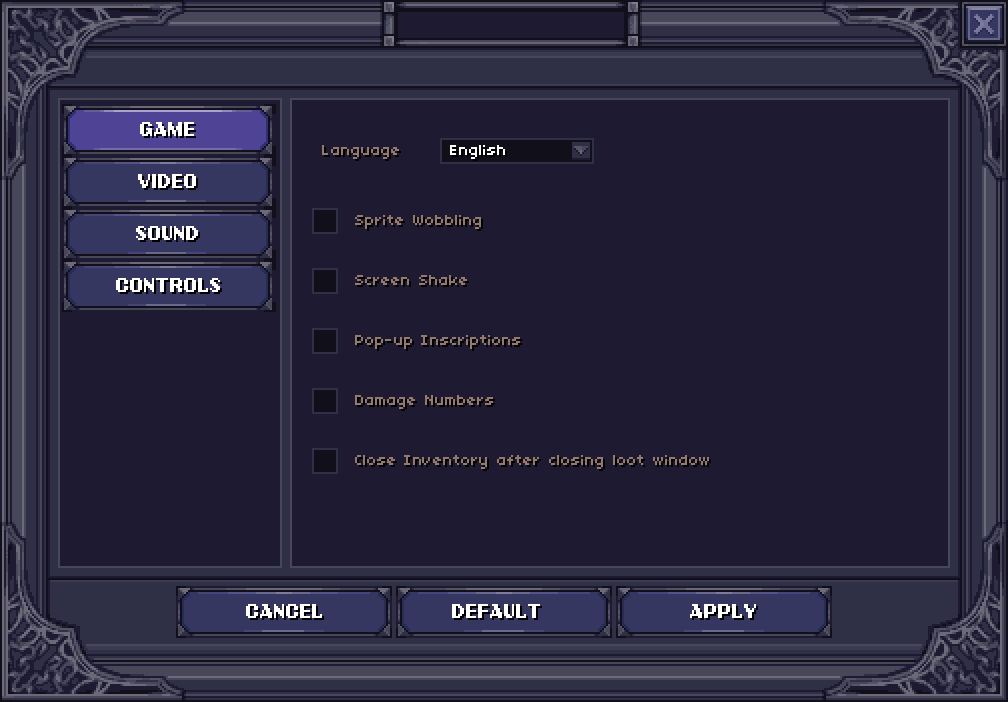 GAME
VIDEO
SOUND
CONTROLS
Language
English
Sprite Wobbling
Screen Shake
Pop-up Inscriptions
Damage Numbers
Close Inventory after closing loot window
CANCEL
DEFAULT
APPLY